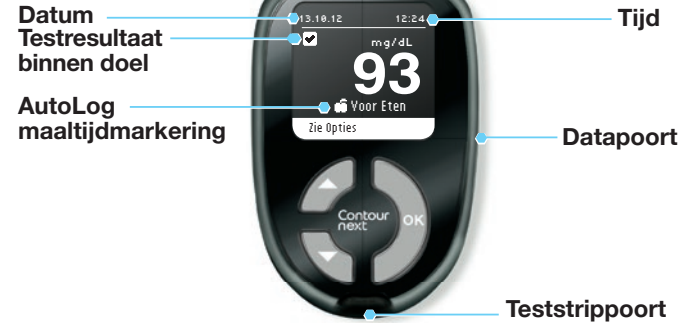 Datum
13.10.12 12:24
Tijd
Testresultaat
binnen doel
mg/dL
93
AutoLog
maaltijdmarkering
Voor Eten
Zie Opties
Datapoort
Contour
next
OK
Teststrippoort